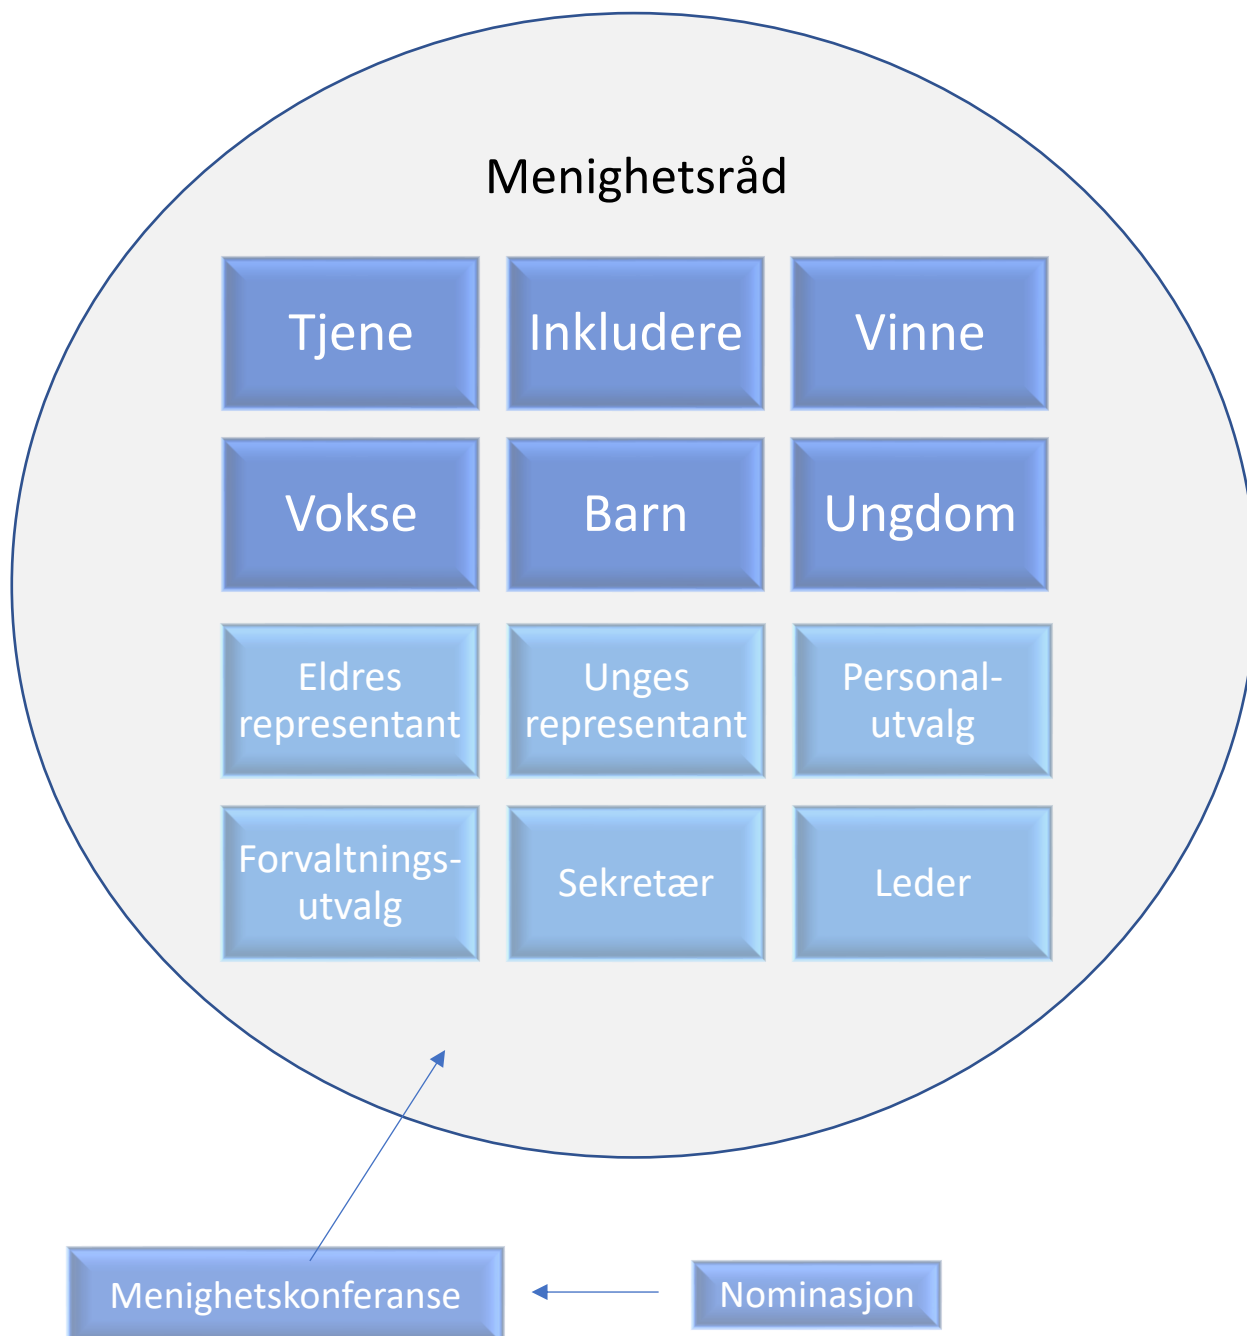 Menighetsråd
Tjene
Inkludere
Vinne
Vokse
Barn
Ungdom
Eldres
representant
Unges
representant
Personal-
utvalg
Forvaltnings-
utvalg
Sekretær
Leder
Menighetskonferanse
Nominasjon